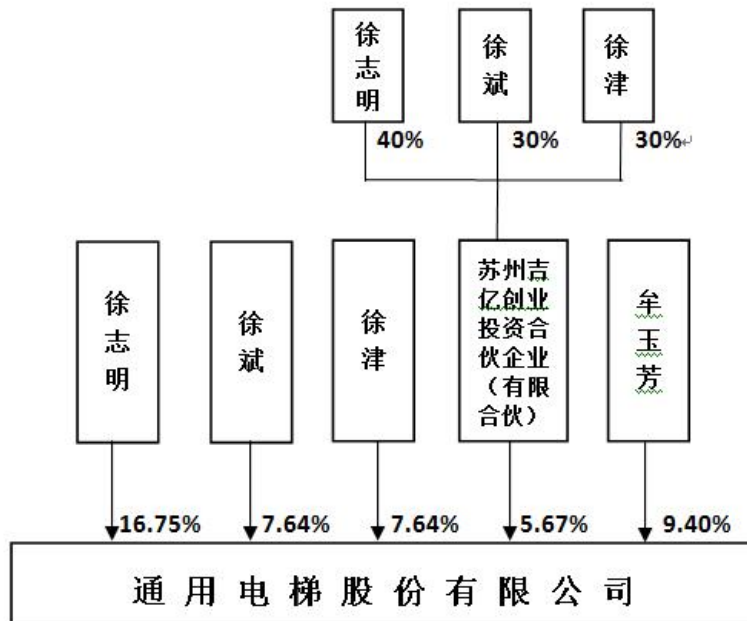 徐志明
徐斌
徐津
40%
30%
30%
徐志明
徐斌
徐津
苏州吉
亿创业
投资合
伙企业
（有限
合伙）
牟玉芳
16.75%
7.64%
7.64%
5.67%
9.40%
通用电梯股份有限公司